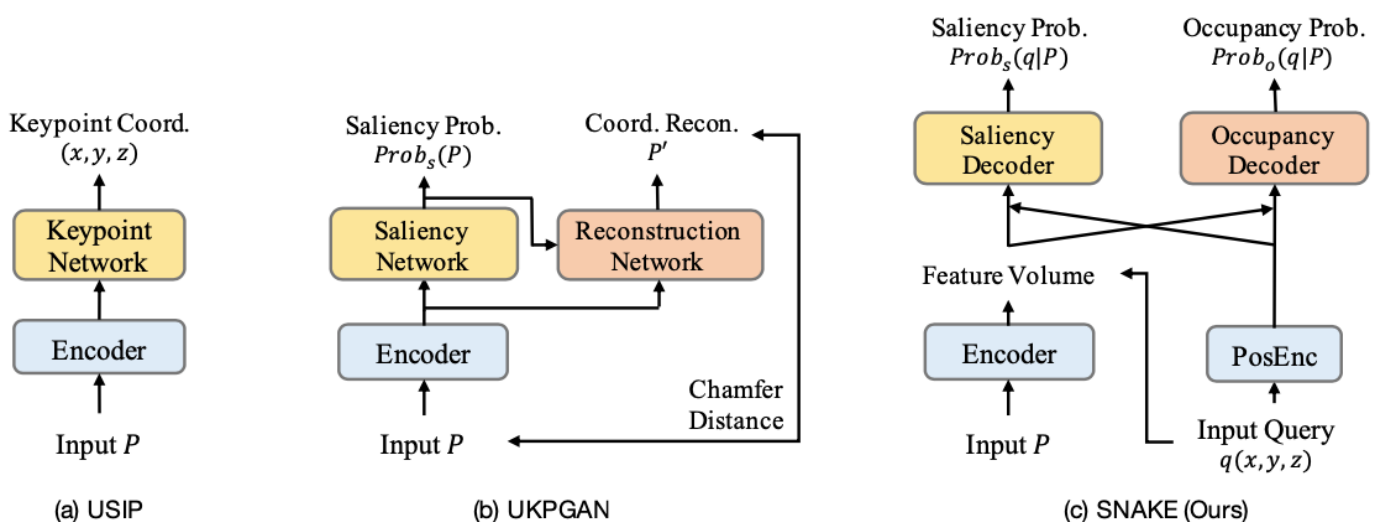 Keypoint Coord.
(x, y, z)
Keypoint
Network
Encoder
Input P
(a) USIP
Saliency Prob.
Prob_s(P)
Coord. Recon.
P′
Saliency
Network
Reconstruction
Network
Encoder
Chamfer
Distance
Input P
(b) UKPGAN
Saliency Prob.
Prob_s(q|P)
Occupancy Prob.
Prob_o(q|P)
Saliency
Decoder
Occupancy
Decoder
Feature Volume
Encoder
PosEnc
Input P
Input Query
q(x, y, z)
(c) SNAKE (Ours)